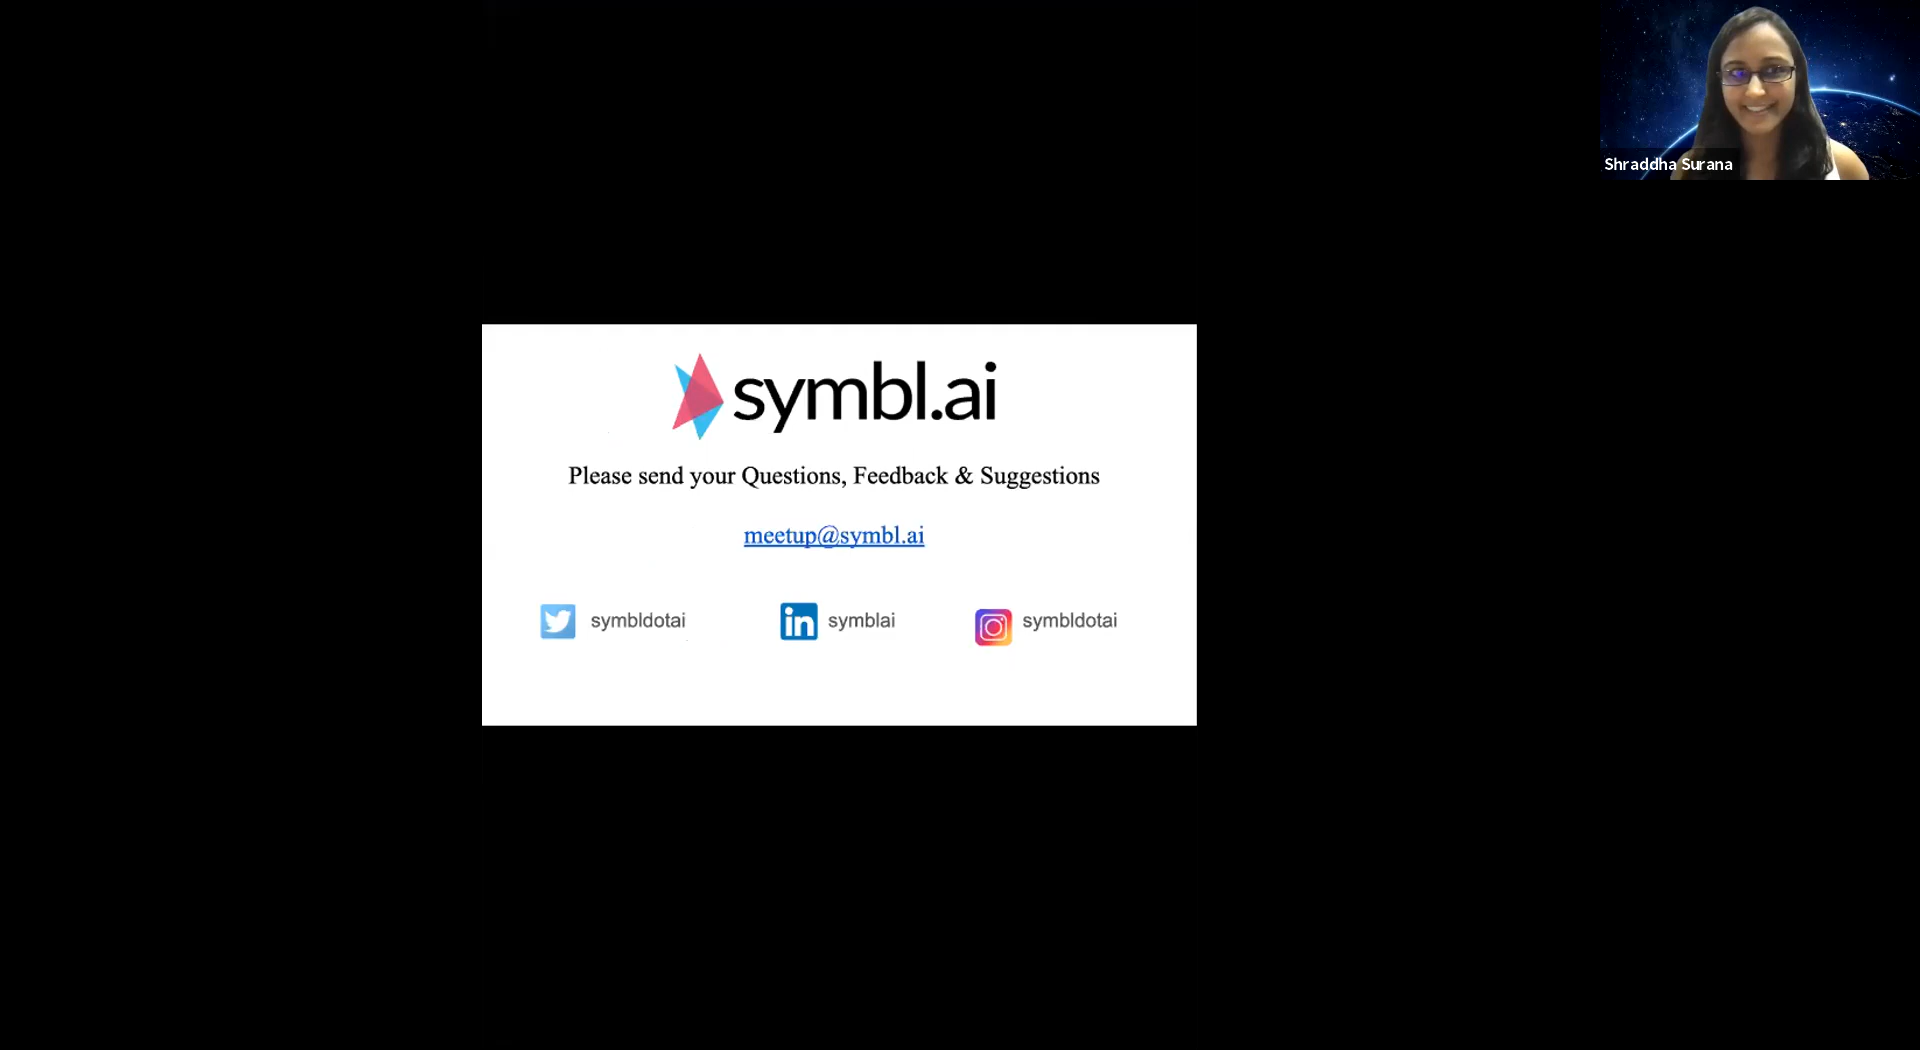 Shraddha Surana
symbl.ai
Please send your Questions, Feedback & Suggestions
meetup@symbl.ai
symbldotai
symblai
symbldotai